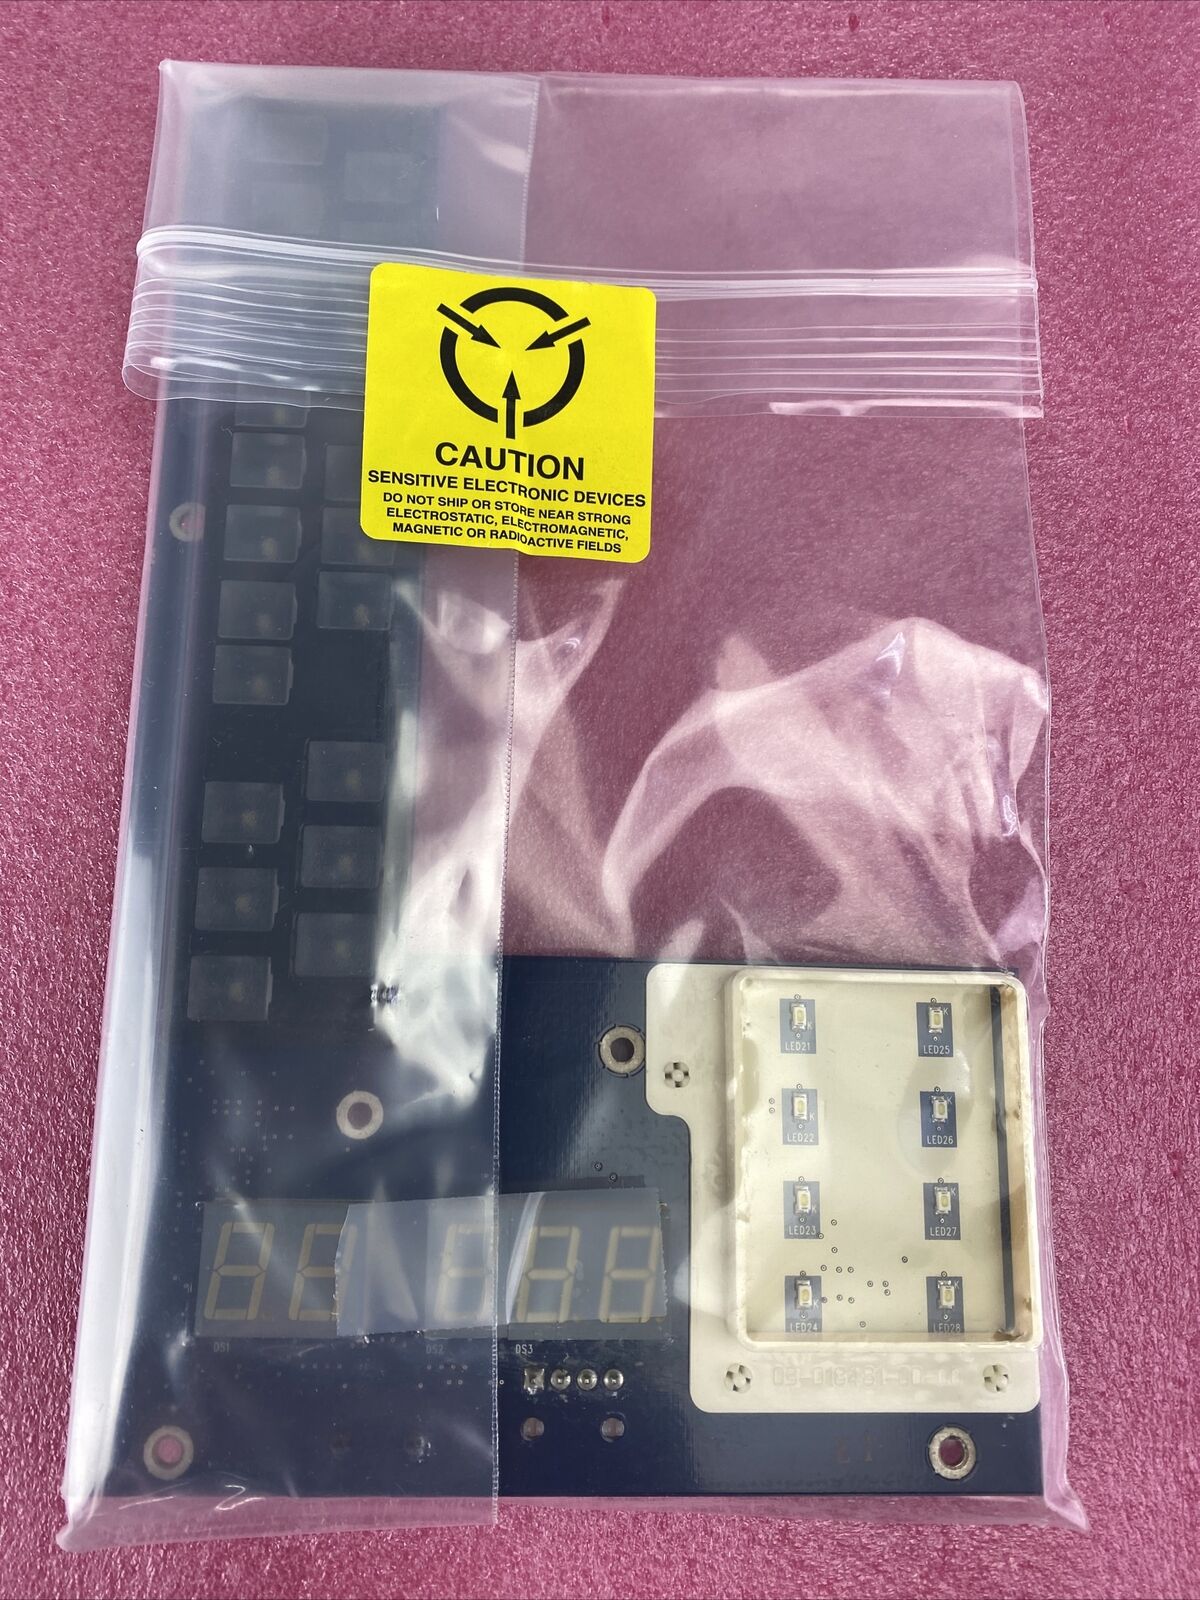 CAUTION
SENSITIVE ELECTRONIC DEVICES
DO NOT SHIP OR STORE NEAR STRONG
ELECTROSTATIC, ELECTROMAGNETIC,
MAGNETIC OR RADIOACTIVE FIELDS
LED21
K
LED25
K
LED22
K
LED26
K
LED23
K
LED27
K
LED24
K
LED28
K
DS1
DS2
DS3